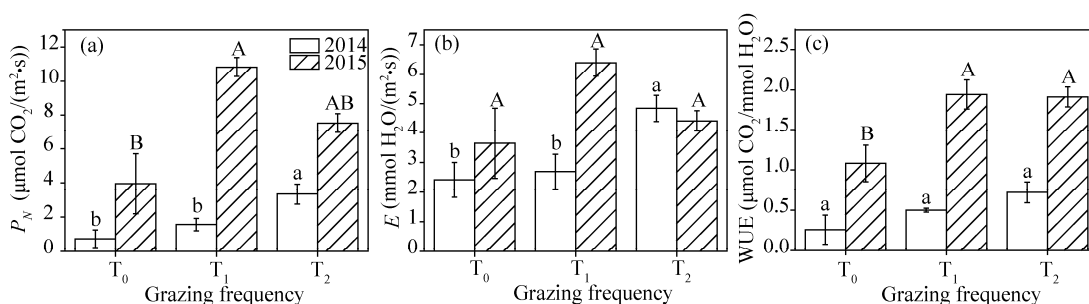 (a)
2014
2015
P_N (μmol CO₂/(m²•s)
12
10
8
6
4
2
0
b B
b A
a AB
T₀ T₁ T₂
Grazing frequency
(b)
E (mmol H₂O/(m²•s)
7
6
5
4
3
2
1
0
b A
b A
a A
T₀ T₁ T₂
Grazing frequency
(c)
WUE (μmol CO₂/mmol H₂O)
2.5
2.0
1.5
1.0
0.5
0.0
a B
a A
a A
T₀ T₁ T₂
Grazing frequency